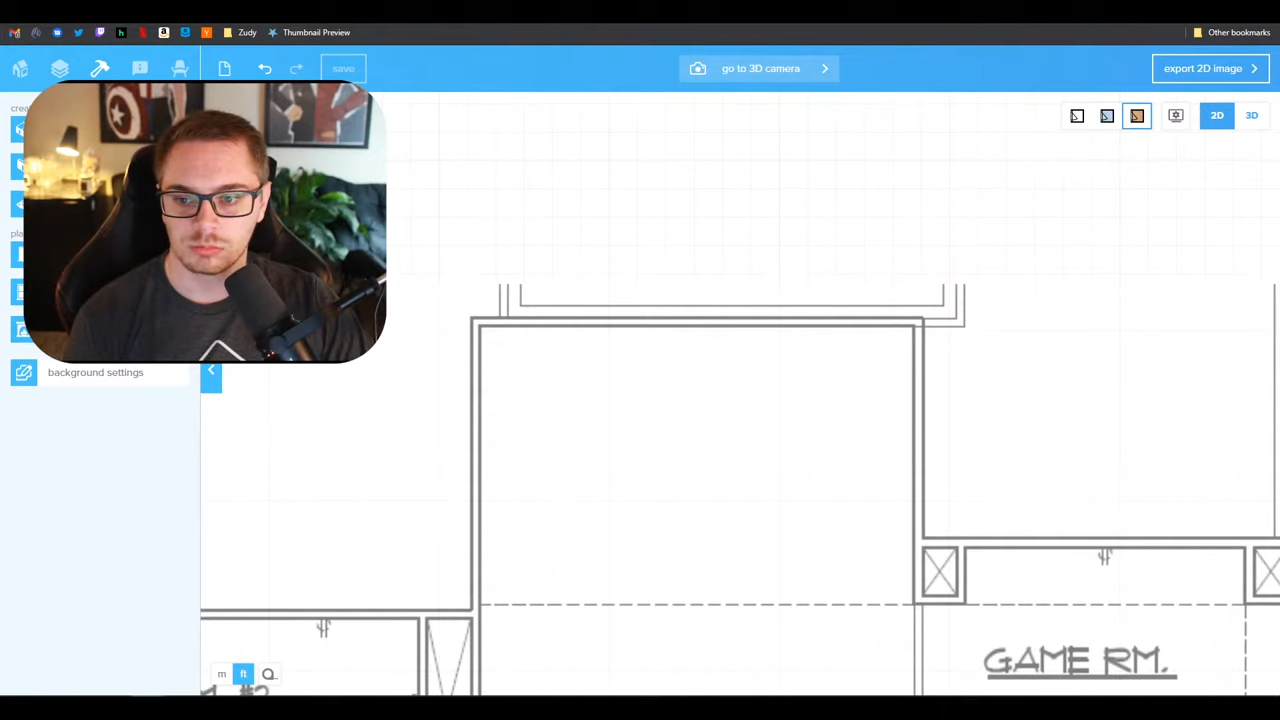 Zudy
Thumbnail Preview
Other bookmarks
save
go to 3D camera
export 2D image
2D
3D
background settings
m
ft
GAME RM.